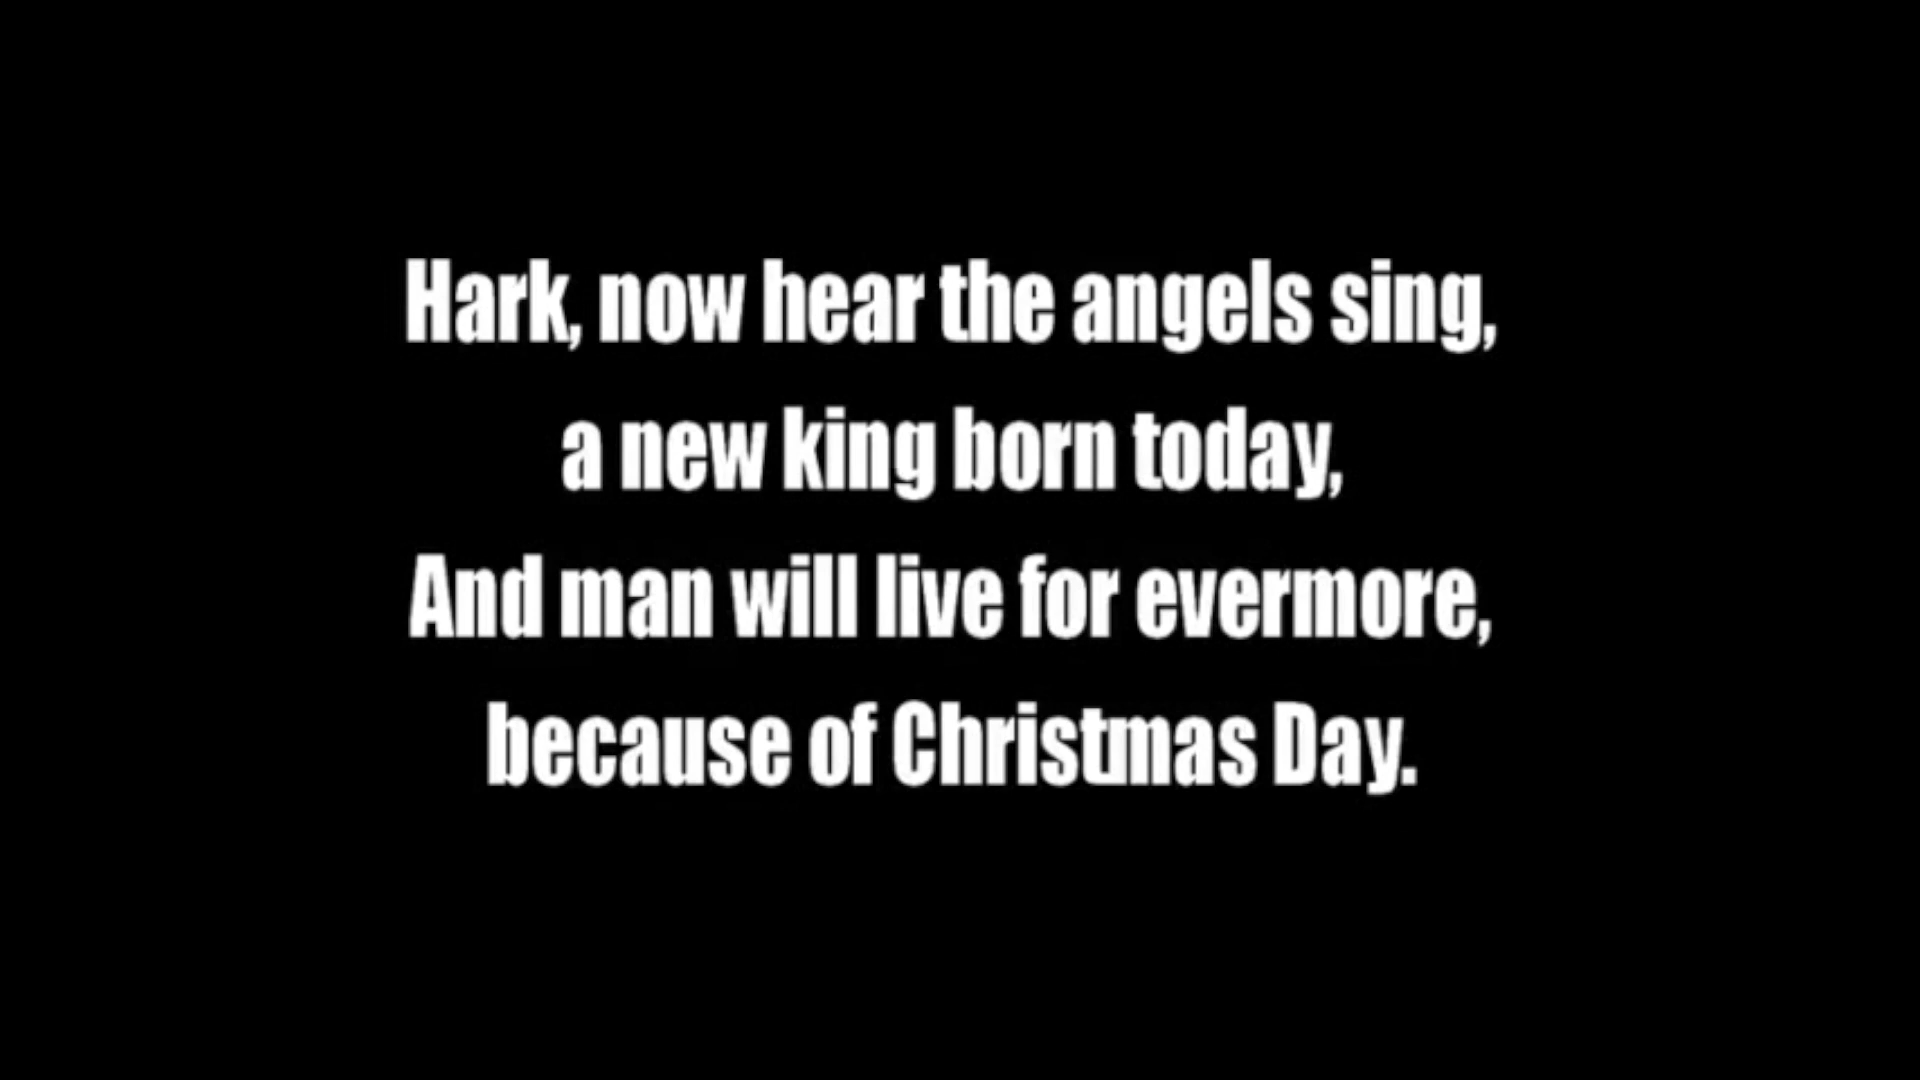 Hark, now hear the angels sing,
a new king born today,
And man will live for evermore,
because of Christmas Day.